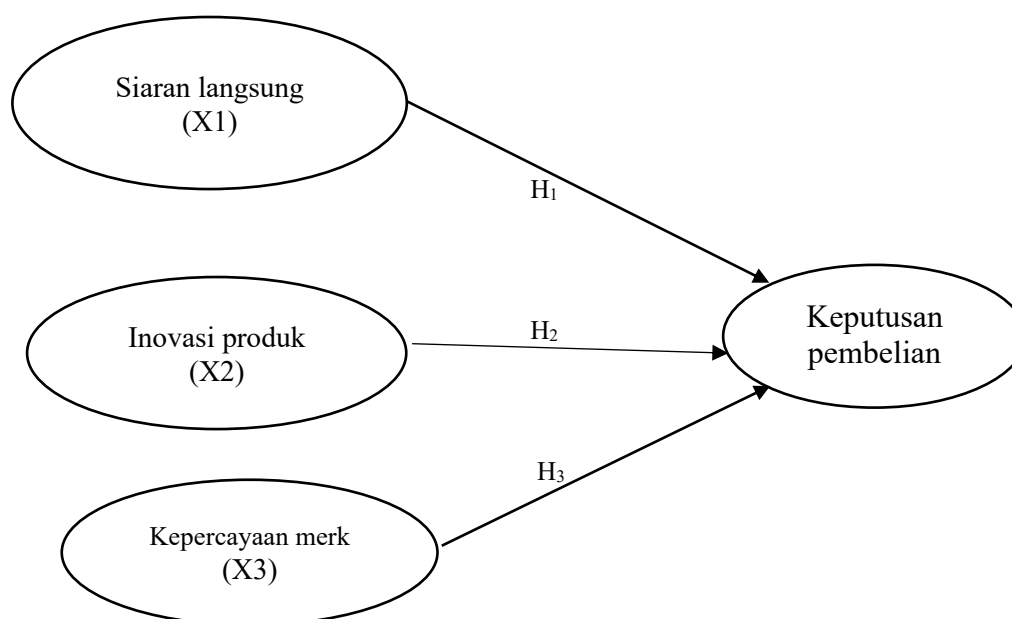 Siaran langsung
(X1)
H₁
Inovasi produk
(X2)
H₂
Keputusan
pembelian
H₃
Kepercayaan merk
(X3)